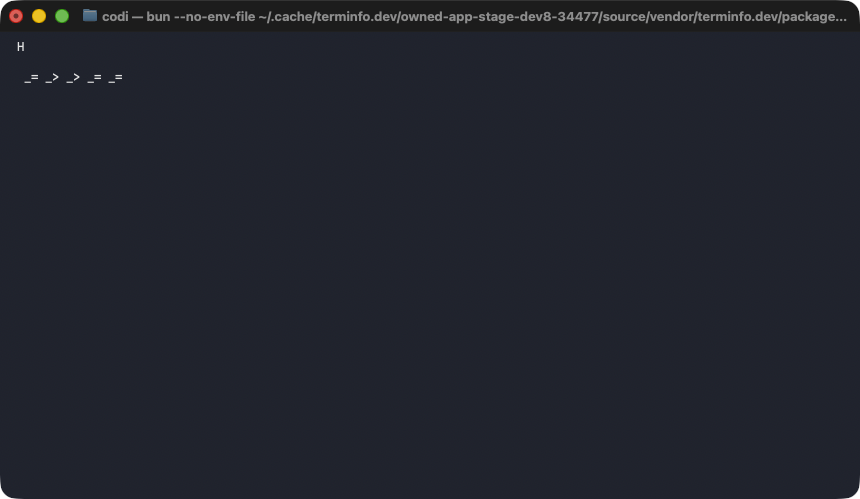 codi — bun --no-env-file ~/.cache/terminfo.dev/owned-app-stage-dev8-34477/source/vendor/terminfo.dev/package...
H
_= _> _> _= _=